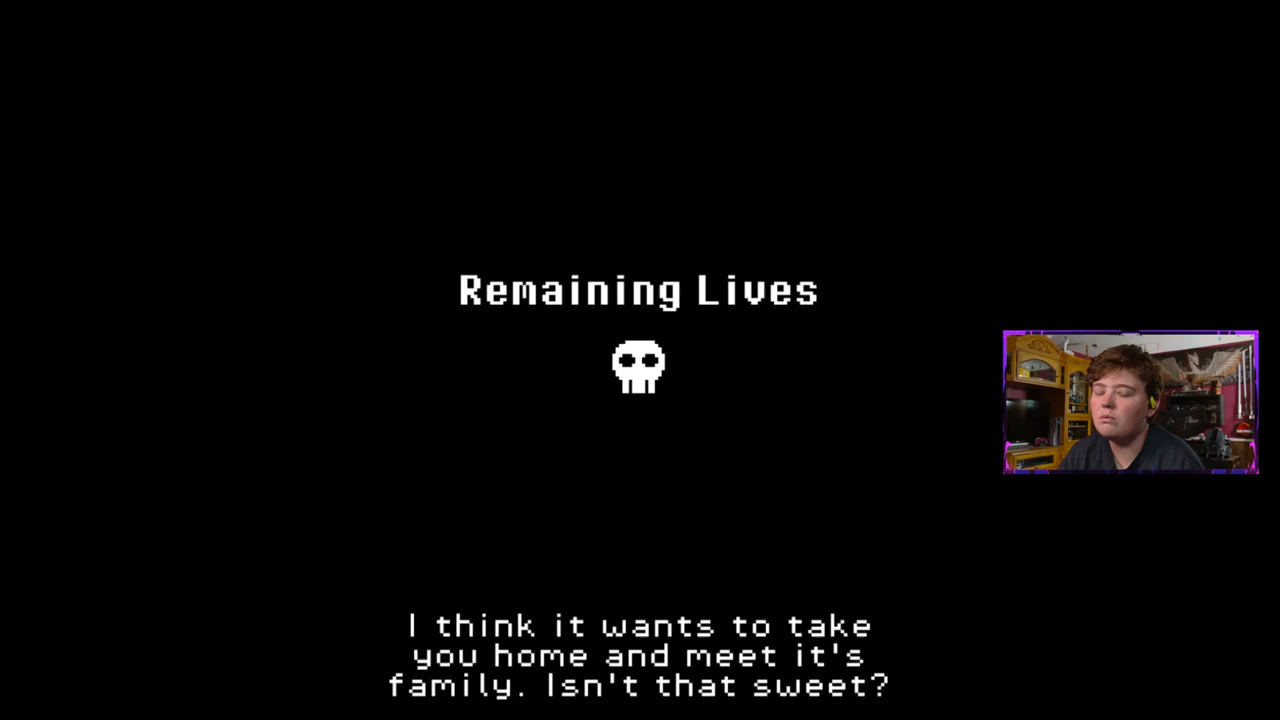 Remaining Lives
I think it wants to take
you home and meet it's
family. Isn't that sweet?